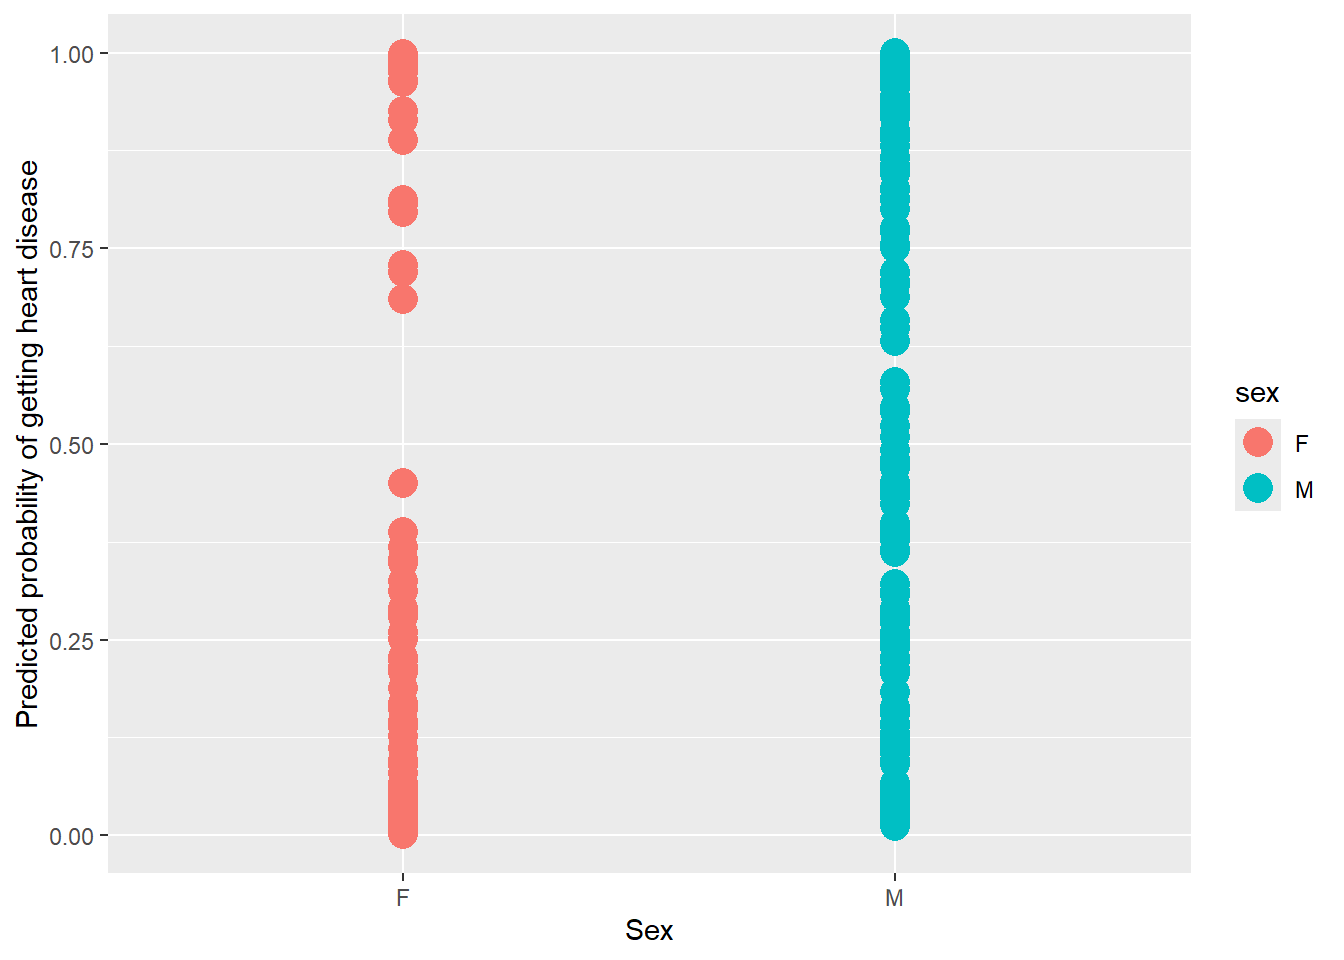 Predicted probability of getting heart disease
1.00
0.75
0.50
0.25
0.00
F
M
Sex
sex
F
M